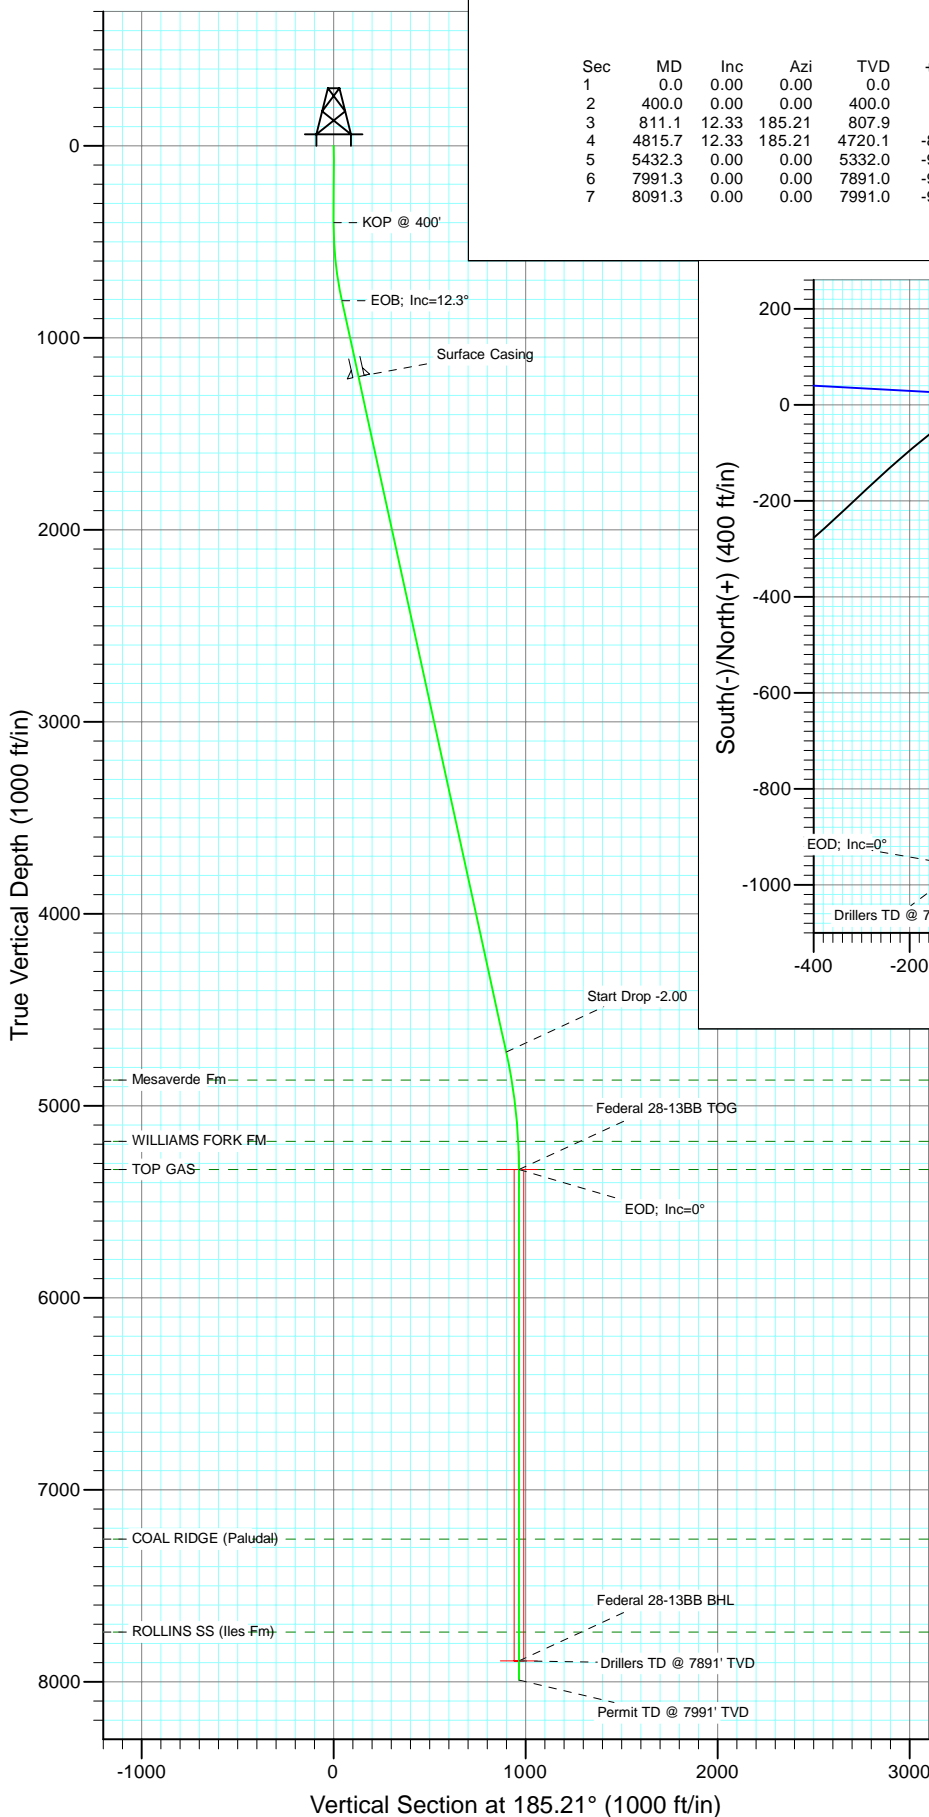 Sec MD Inc Azi TVD +
1 0.0 0.00 0.00 0.0
2 400.0 0.00 0.00 400.0
3 811.1 12.33 185.21 807.9
4 4815.7 12.33 185.21 4720.1 -8
5 5432.3 0.00 0.00 5332.0 -9
6 7991.3 0.00 0.00 7891.0 -9
7 8091.3 0.00 0.00 7991.0 -9
0
1000
2000
3000
4000
5000
6000
7000
8000
True Vertical Depth (1000 ft/in)
KOP @ 400'
EOB; Inc=12.3°
Surface Casing
Start Drop -2.00
Mesaverde Fm
Federal 28-13BB TOG
WILLIAMS FORK FM
TOP GAS
EOD; Inc=0°
COAL RIDGE (Paludal)
Federal 28-13BB BHL
ROLLINS SS (Iles Fm)
Drillers TD @ 7891' TVD
Permit TD @ 7991' TVD
-1000 0 1000 2000 3000
Vertical Section at 185.21° (1000 ft/in)
200
0
-200
-400
-600
-800
-1000
South(-)/North(+) (400 ft/in)
EOD; Inc=0°
Drillers TD @ 7
-400 -200